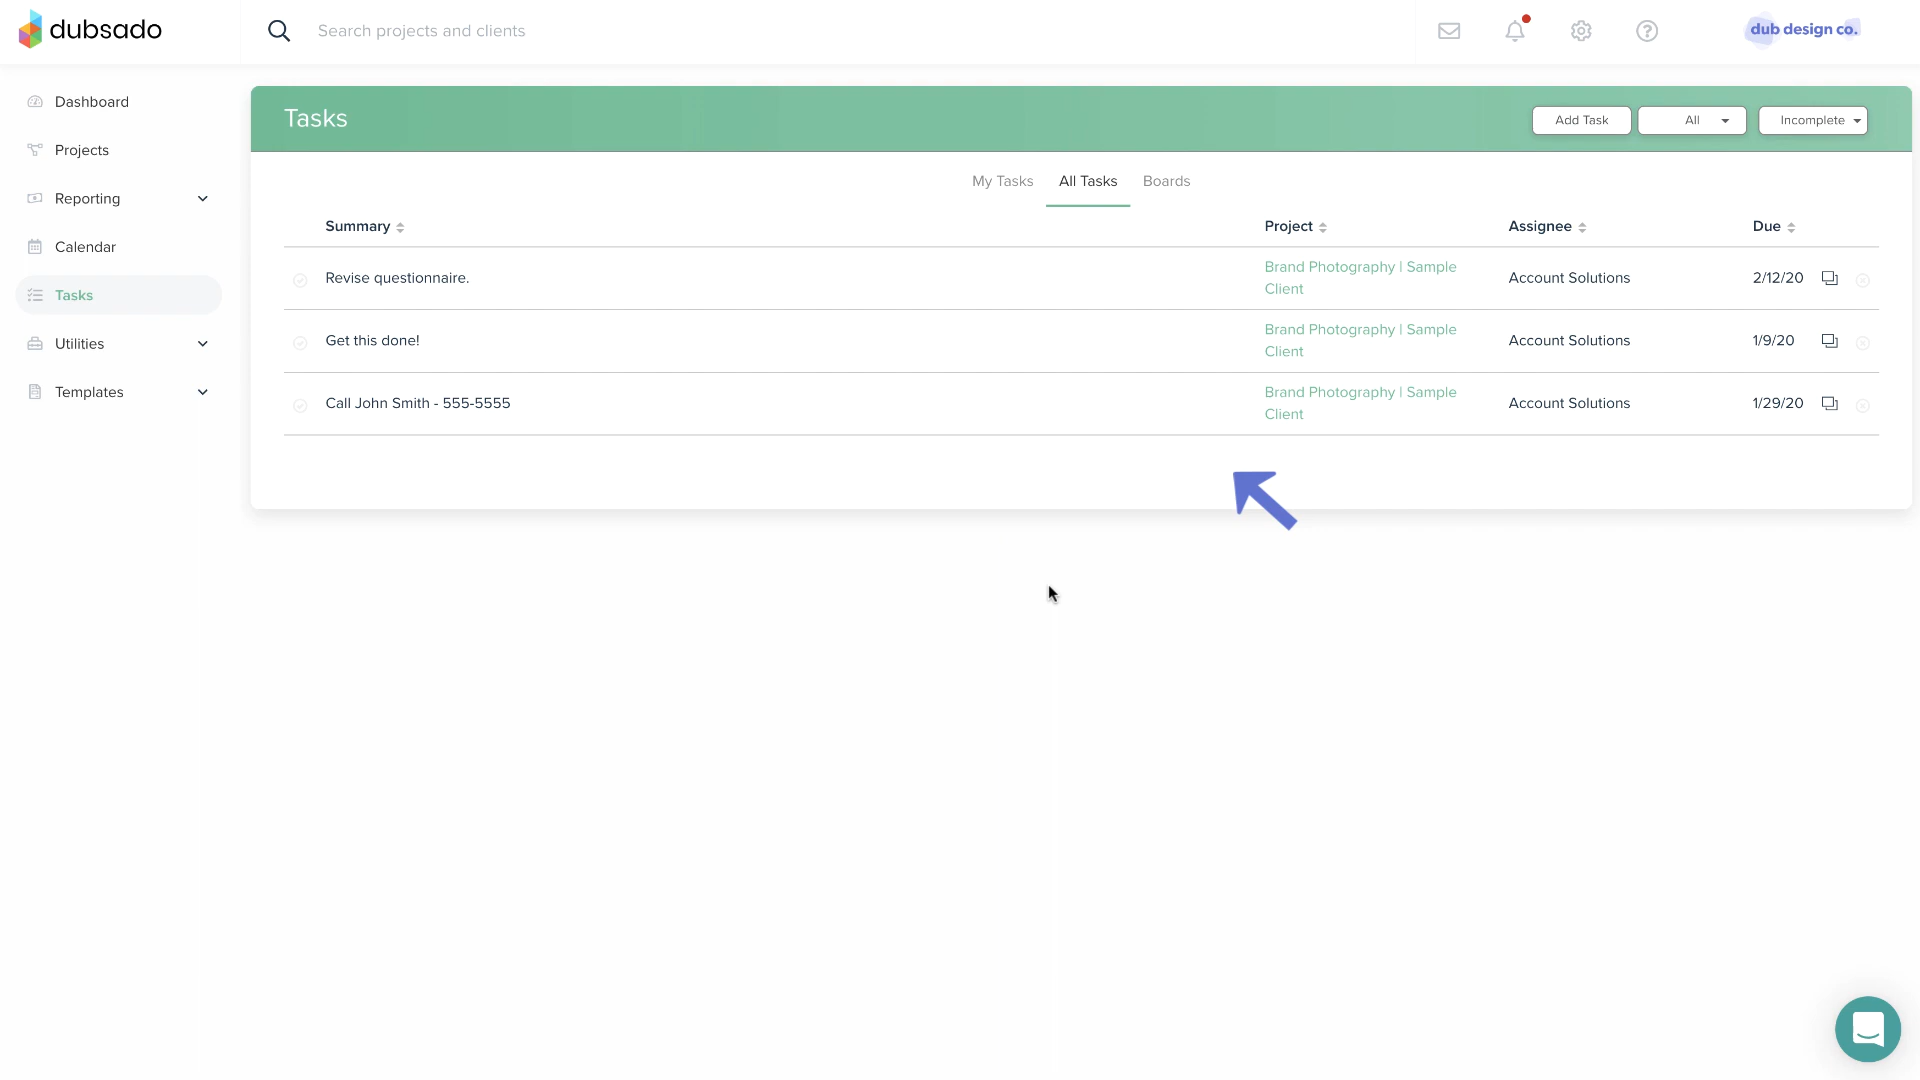 dubsado
Search projects and clients
dub design co.
Dashboard
Projects
Reporting
Calendar
Tasks
Utilities
Templates
Tasks
Add Task
All
Incomplete
My Tasks
All Tasks
Boards
Summary
Project
Assignee
Due
Revise questionnaire.
Brand Photography | Sample
Client
Account Solutions
2/12/20
Get this done!
Brand Photography | Sample
Client
Account Solutions
1/9/20
Call John Smith - 555-5555
Brand Photography | Sample
Client
Account Solutions
1/29/20